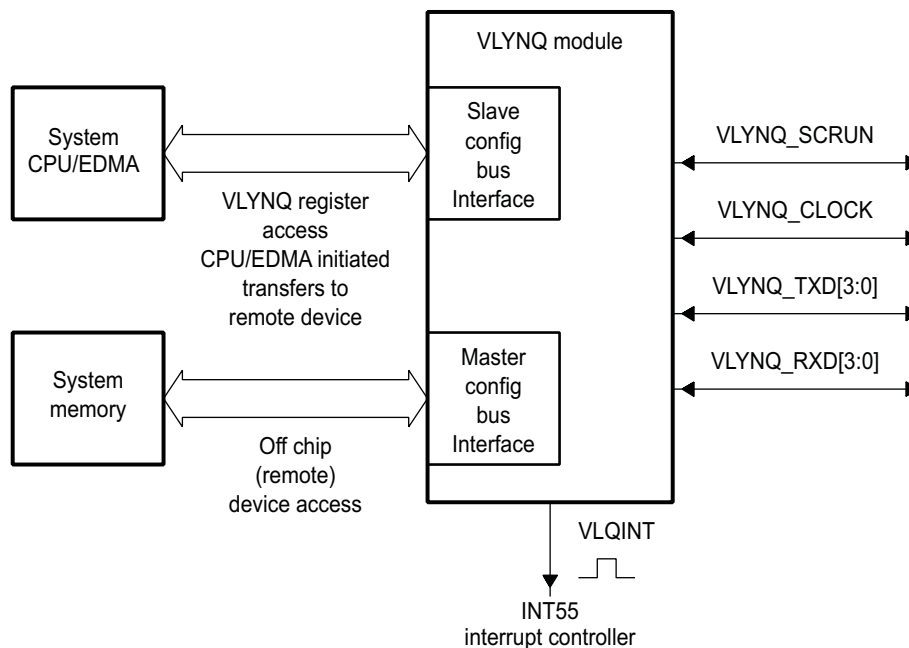 VLYNQ module
System
CPU/EDMA
Slave
config
bus
Interface
VLYNQ register
access
CPU/EDMA initiated
transfers to
remote device
VLYNQ_SCRUN
VLYNQ_CLOCK
VLYNQ_TXD[3:0]
VLYNQ_RXD[3:0]
System
memory
Master
config
bus
Interface
Off chip
(remote)
device access
VLQINT
INT55
interrupt controller